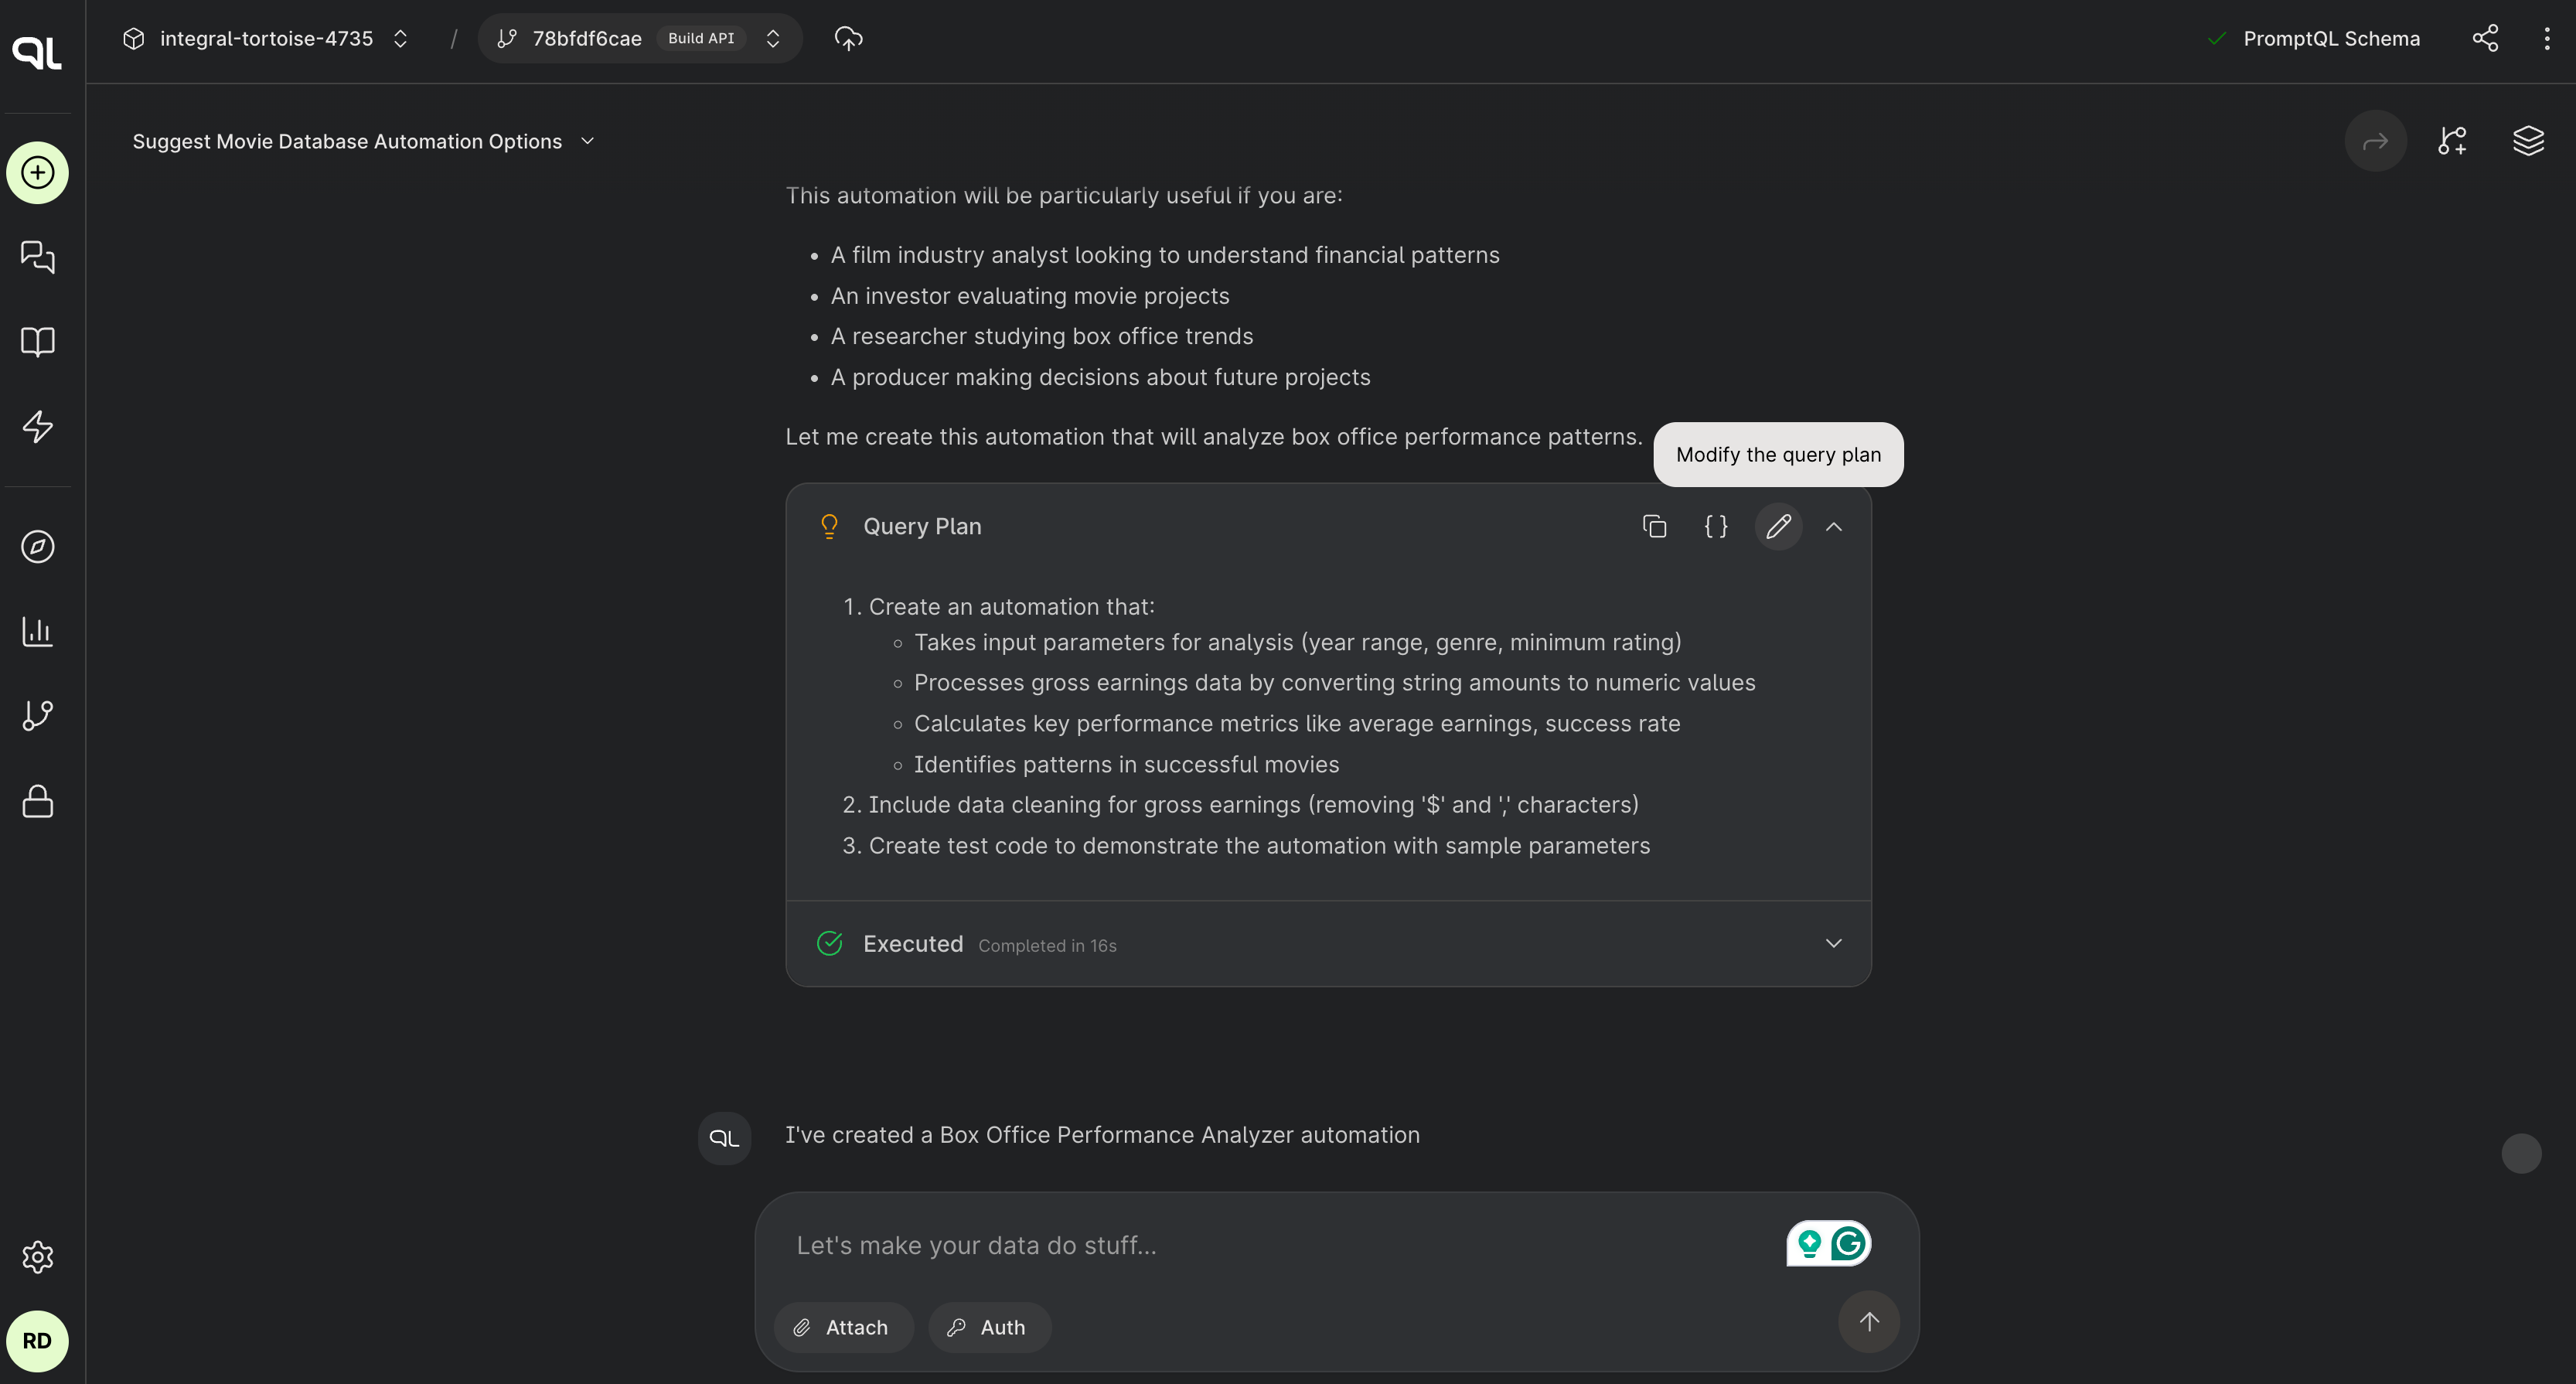 integral-tortoise-4735 / 78bfdf6cae Build API PromptQL Schema
Suggest Movie Database Automation Options
This automation will be particularly useful if you are:
• A film industry analyst looking to understand financial patterns
• An investor evaluating movie projects
• A researcher studying box office trends
• A producer making decisions about future projects
Let me create this automation that will analyze box office performance patterns.
Modify the query plan
Query Plan
1. Create an automation that:
◦ Takes input parameters for analysis (year range, genre, minimum rating)
◦ Processes gross earnings data by converting string amounts to numeric values
◦ Calculates key performance metrics like average earnings, success rate
◦ Identifies patterns in successful movies
2. Include data cleaning for gross earnings (removing '$' and ',' characters)
3. Create test code to demonstrate the automation with sample parameters
Executed Completed in 16s
QL I've created a Box Office Performance Analyzer automation
Let's make your data do stuff...
Attach Auth
QL
RD